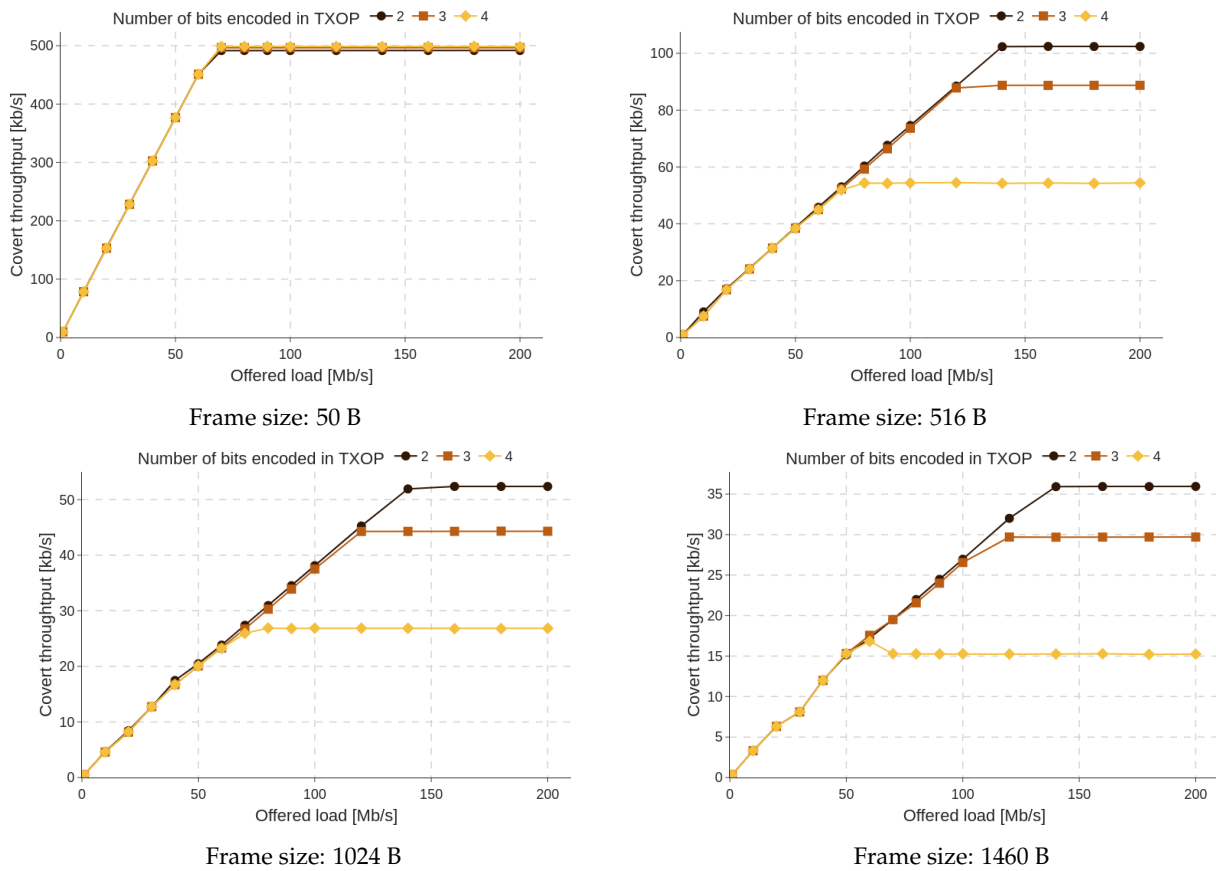 Number of bits encoded in TXOP 2 3 4
Covert throughtput [kb/s]
500
400
300
200
100
0
0 50 100 150 200
Offered load [Mb/s]
Frame size: 50 B
Number of bits encoded in TXOP 2 3 4
Covert throughtput [kb/s]
100
80
60
40
20
0
0 50 100 150 200
Offered load [Mb/s]
Frame size: 516 B
Number of bits encoded in TXOP 2 3 4
Covert throughtput [kb/s]
50
40
30
20
10
0
0 50 100 150 200
Offered load [Mb/s]
Frame size: 1024 B
Number of bits encoded in TXOP 2 3 4
Covert throughtput [kb/s]
35
30
25
20
15
10
5
0
0 50 100 150 200
Offered load [Mb/s]
Frame size: 1460 B